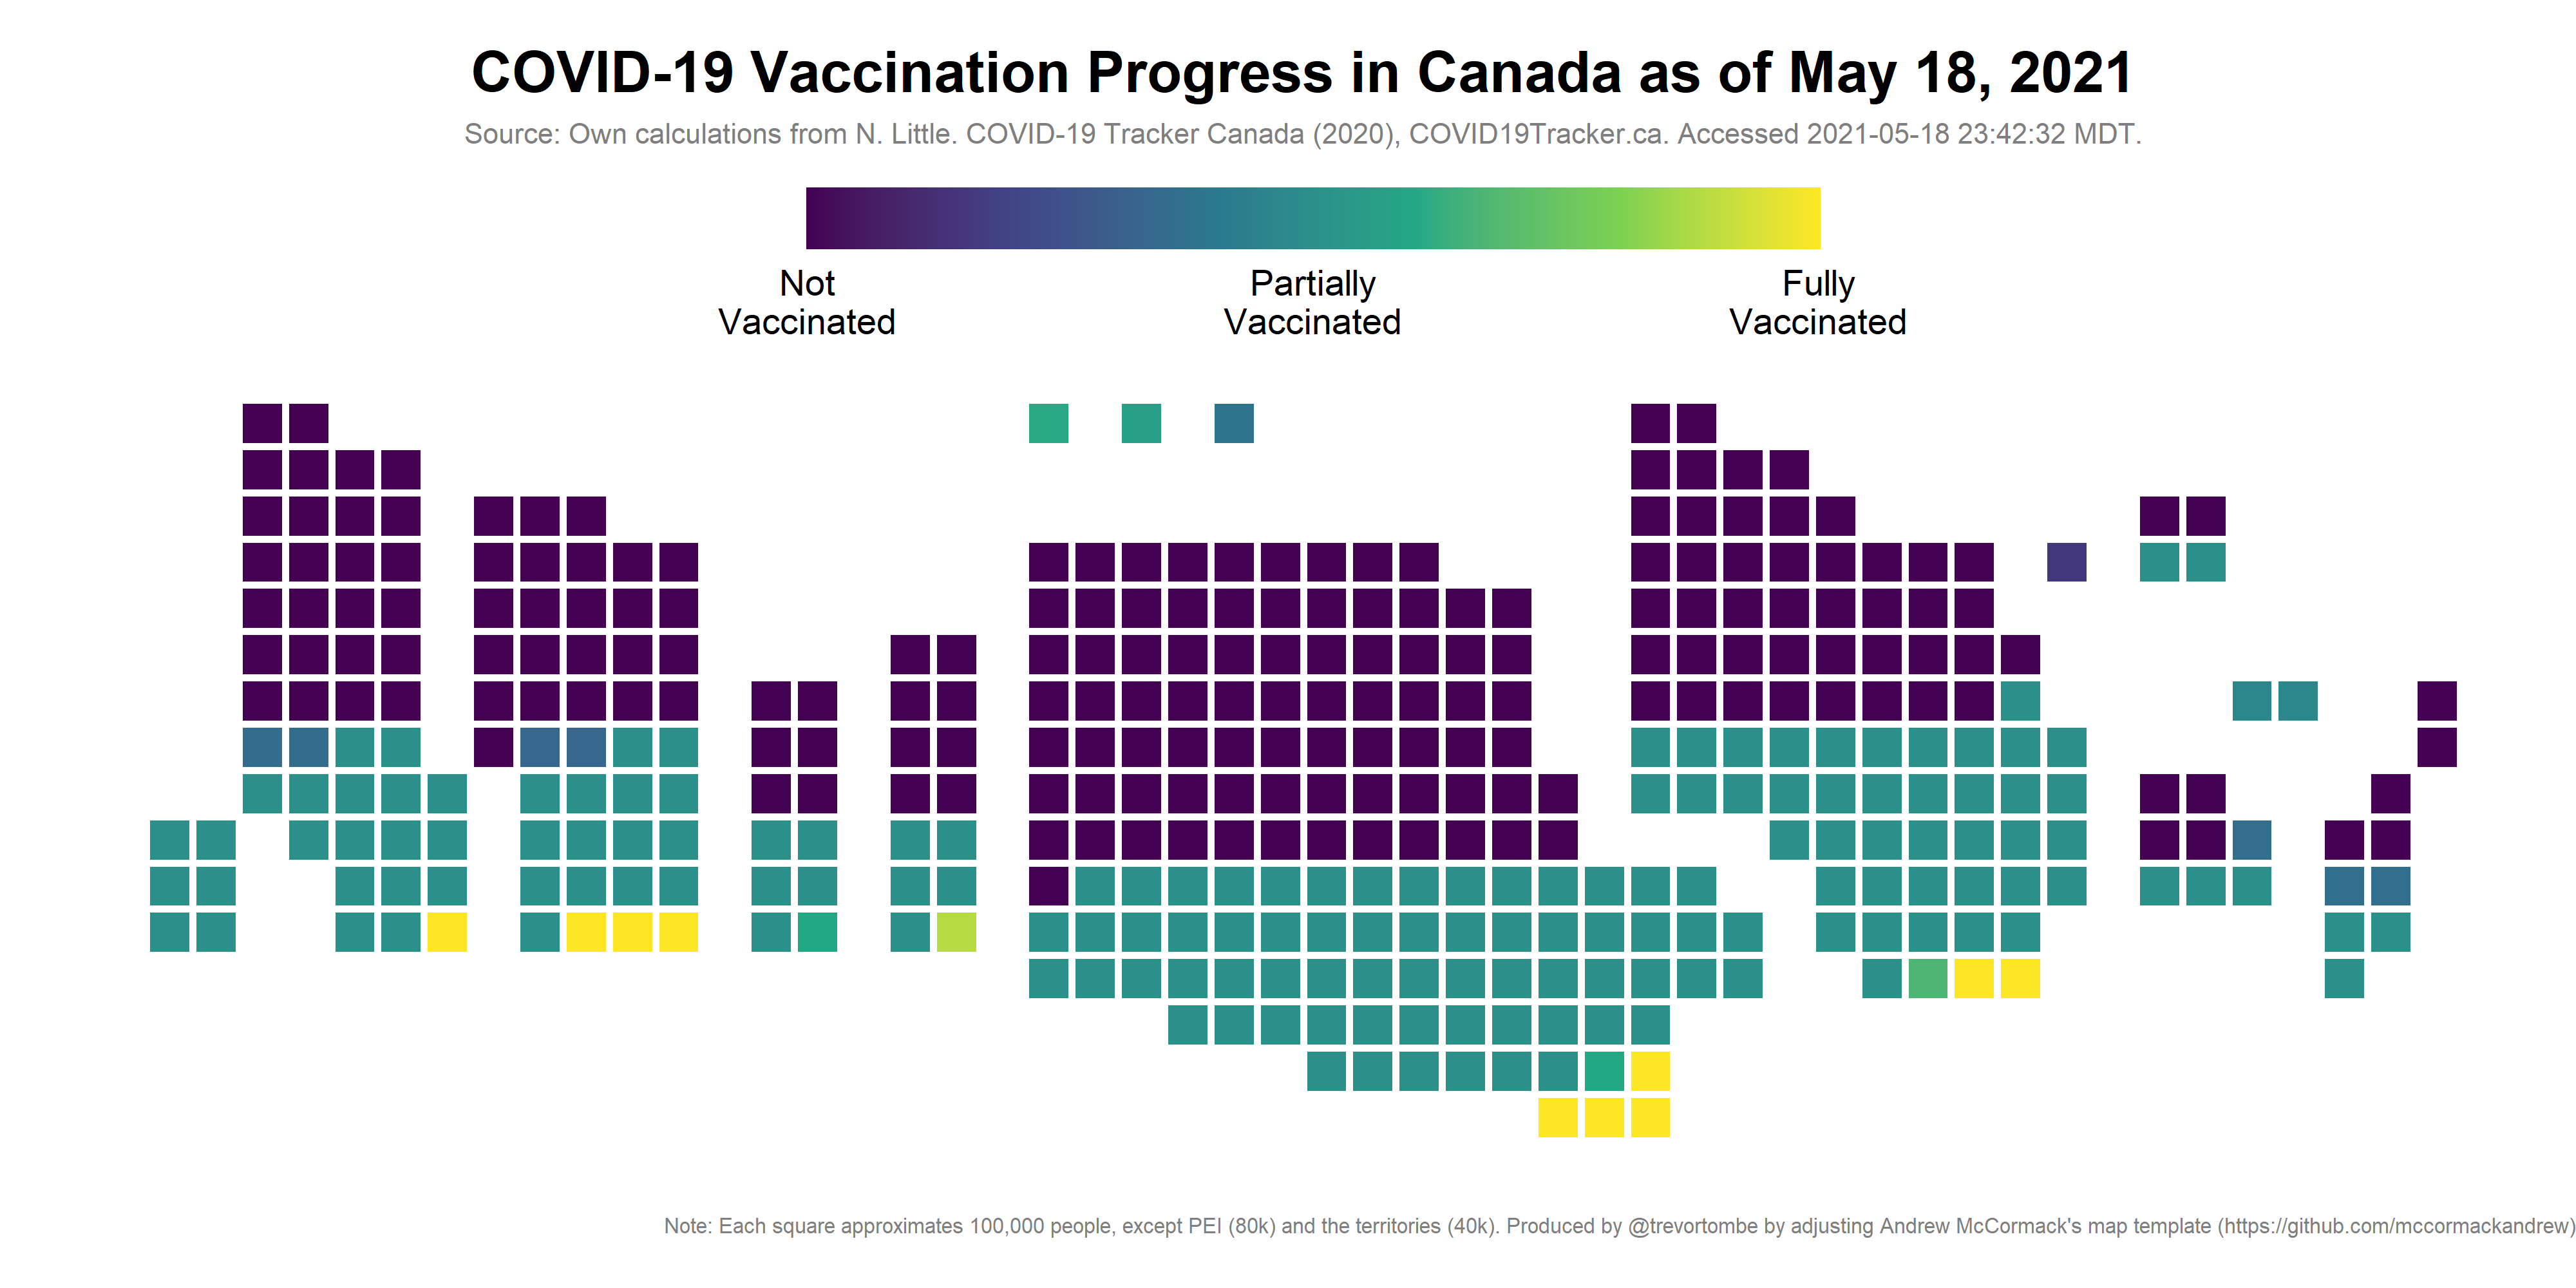 COVID-19 Vaccination Progress in Canada as of May 18, 2021
Source: Own calculations from N. Little. COVID-19 Tracker Canada (2020), COVID19Tracker.ca. Accessed 2021-05-18 23:42:32 MDT.
Not Vaccinated
Partially Vaccinated
Fully Vaccinated
Note: Each square approximates 100,000 people, except PEI (80k) and the territories (40k). Produced by @trevortombe by adjusting Andrew McCormack's map template (https://github.com/mccormackandrew)